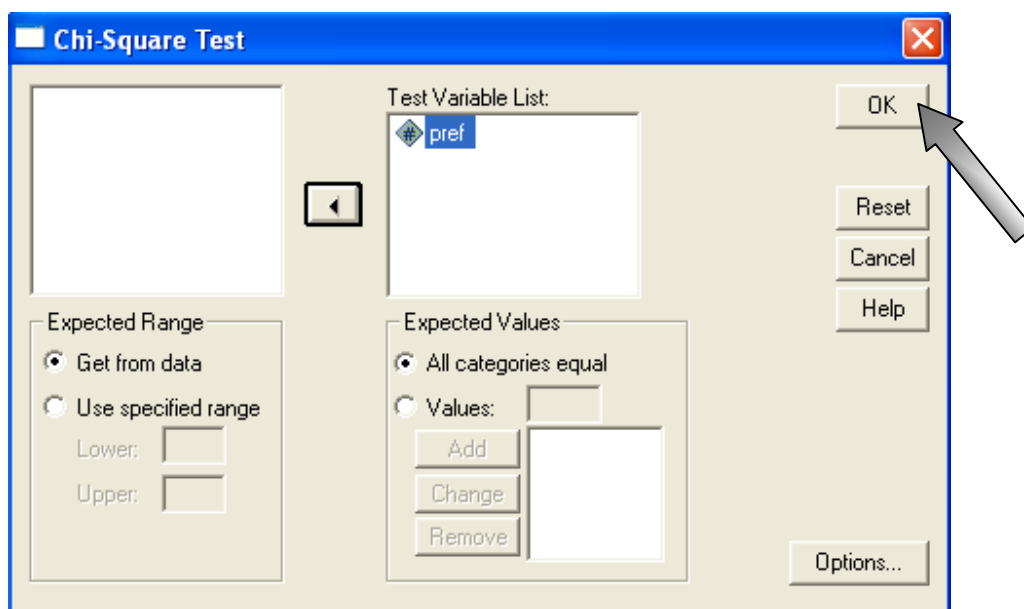 Chi-Square Test
Test Variable List:
# pref
OK
Reset
Cancel
Help
Expected Range
Get from data
Use specified range
Lower:
Upper:
Expected Values
All categories equal
Values:
Add
Change
Remove
Options...